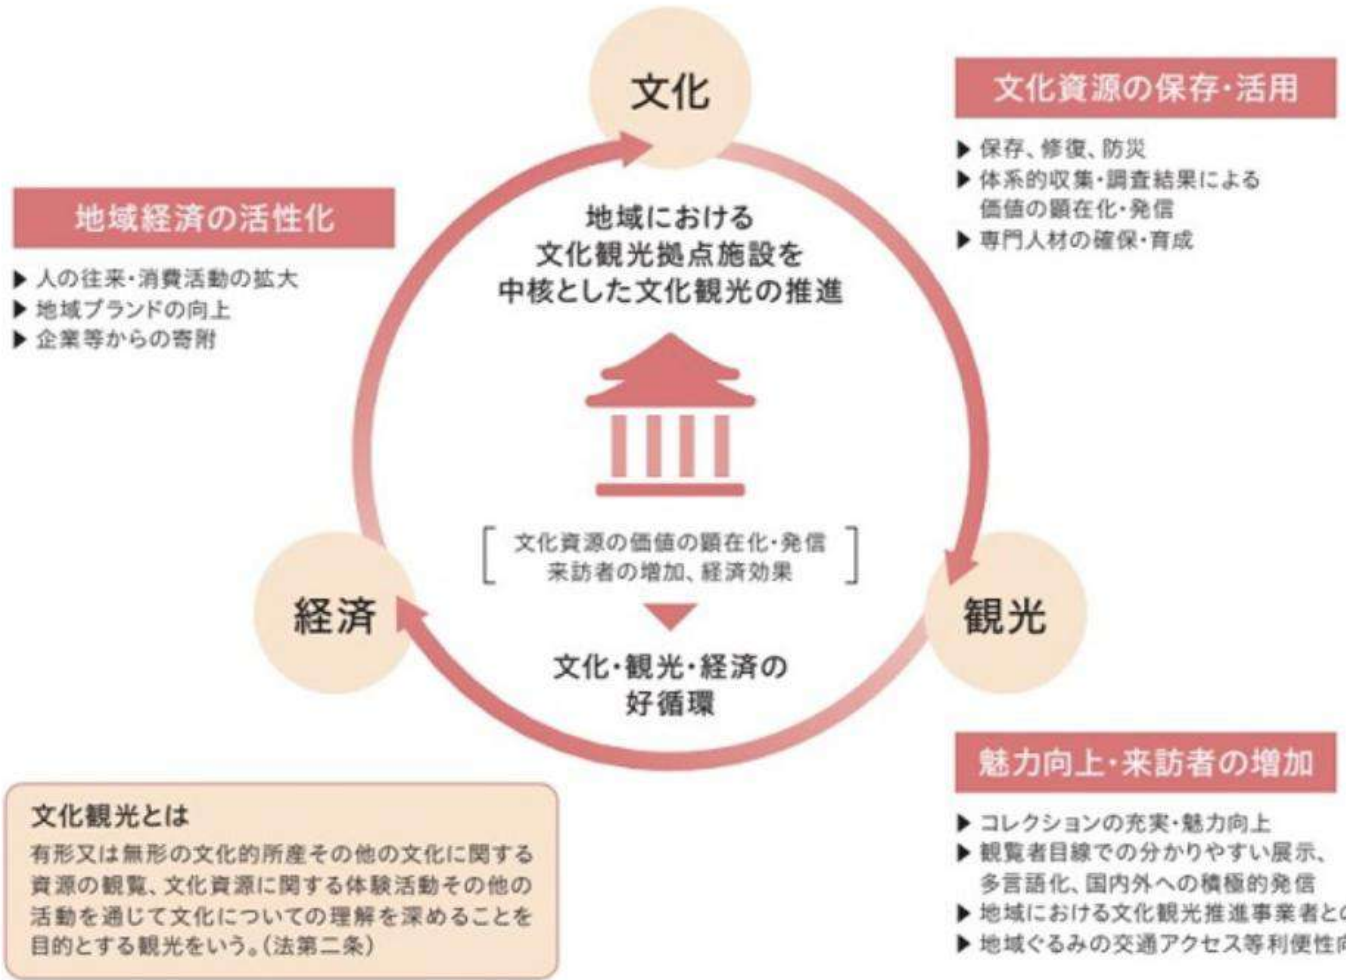 文化
文化資源の保存・活用
▶ 保存、修復、防災
▶ 体系的収集・調査結果による
価値の顕在化・発信
▶ 専門人材の確保・育成
地域経済の活性化
▶ 人の往来・消費活動の拡大
▶ 地域ブランドの向上
▶ 企業等からの寄附
地域における
文化観光拠点施設を
中核とした文化観光の推進
文化資源の価値の顕在化・発信
来訪者の増加、経済効果
経済
観光
文化・観光・経済の
好循環
魅力向上・来訪者の増加
▶ コレクションの充実・魅力向上
▶ 観覧者目線での分かりやすい展示、
多言語化、国内外への積極的発信
▶ 地域における文化観光推進事業者との
▶ 地域ぐるみの交通アクセス等利便性向
文化観光とは
有形又は無形の文化的所産その他の文化に関する
資源の観覧、文化資源に関する体験活動その他の
活動を通じて文化についての理解を深めることを
目的とする観光をいう。(法第二条)